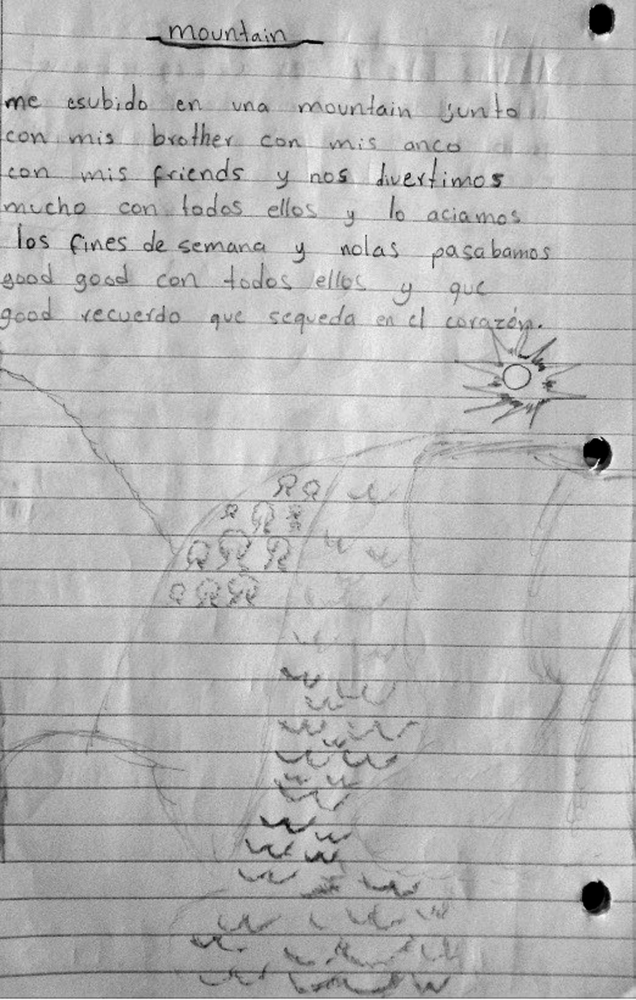 mountain
me esubido en una mountain junto
con mis brother con mis anco
con mis friends y nos divertimos
mucho con todos ellos y lo aciamos
los fines de semana y nolas pasabamos
good good con todos ellos y que
good recuerdo que sequeda en el corazón.